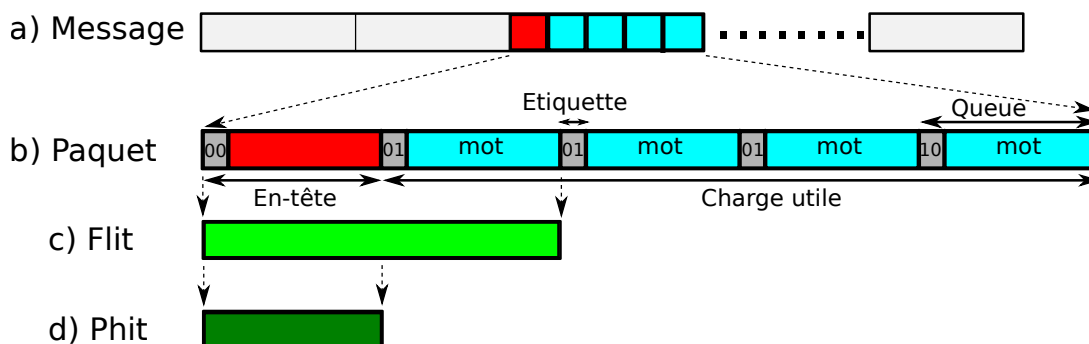 a) Message
Etiquette
Queue
b) Paquet
00
01
mot
01
mot
01
mot
10
mot
En-tête
Charge utile
c) Flit
d) Phit